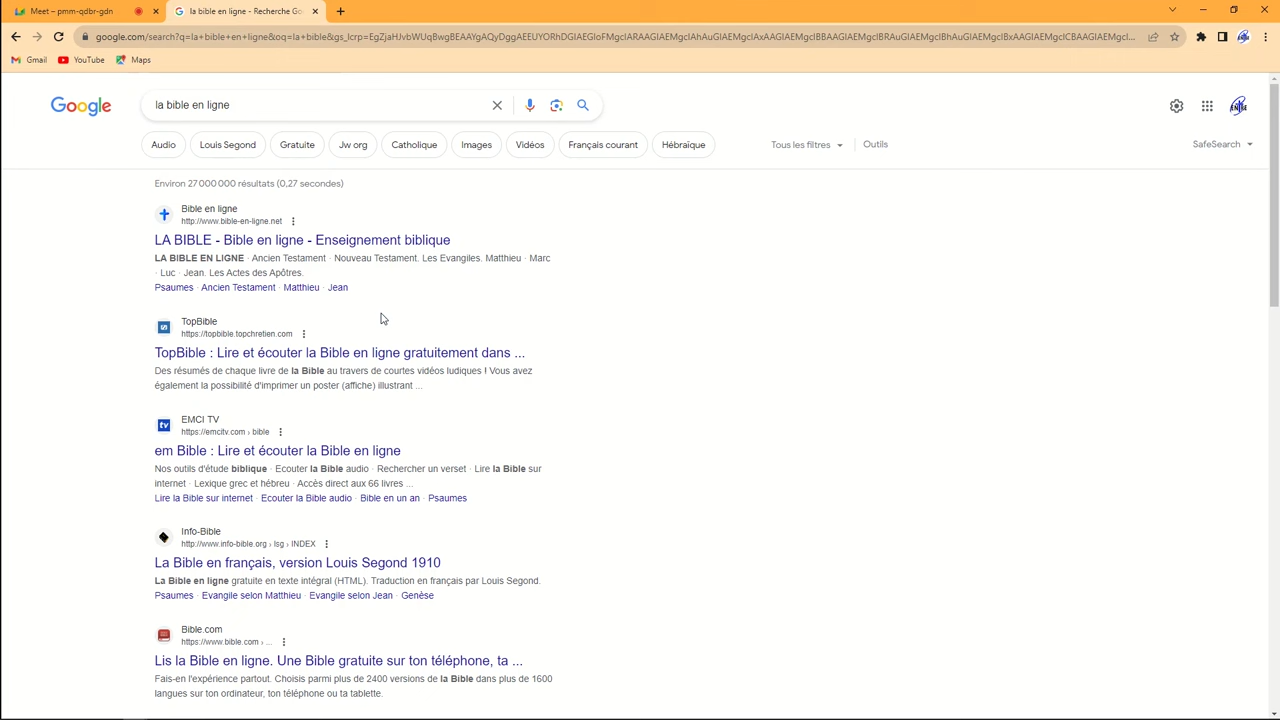 Meet – pmm-qdbr-gdn
la bible en ligne - Recherche Go
Gmail
YouTube
Maps
Google
la bible en ligne
Audio
Louis Segond
Gratuite
Jw org
Catholique
Images
Vidéos
Français courant
Hébraïque
Tous les filtres
Outils
SafeSearch
Environ 27 000 000 résultats (0,27 secondes)
Bible en ligne
http://www.bible-en-ligne.net
LA BIBLE - Bible en ligne - Enseignement biblique
LA BIBLE EN LIGNE · Ancien Testament · Nouveau Testament. Les Evangiles. Matthieu · Marc
· Luc · Jean. Les Actes des Apôtres.
Psaumes · Ancien Testament · Matthieu · Jean
TopBible
https://topbible.topchretien.com
TopBible : Lire et écouter la Bible en ligne gratuitement dans ...
Des résumés de chaque livre de la Bible au travers de courtes vidéos ludiques ! Vous avez
également la possibilité d'imprimer un poster (affiche) illustrant ...
EMCI TV
https://emcitv.com › bible
em Bible : Lire et écouter la Bible en ligne
Nos outils d'étude biblique · Ecouter la Bible audio · Rechercher un verset · Lire la Bible sur
internet · Lexique grec et hébreu · Accès direct aux 66 livres ...
Lire la Bible sur internet · Ecouter la Bible audio · Bible en un an · Psaumes
Info-Bible
http://www.info-bible.org › lsg › INDEX
La Bible en français, version Louis Segond 1910
La Bible en ligne gratuite en texte intégral (HTML). Traduction en français par Louis Segond.
Psaumes · Evangile selon Matthieu · Evangile selon Jean · Genèse
Bible.com
https://www.bible.com › ...
Lis la Bible en ligne. Une Bible gratuite sur ton téléphone, ta ...
Fais-en l'expérience partout. Choisis parmi plus de 2400 versions de la Bible dans plus de 1600
langues sur ton ordinateur, ton téléphone ou ta tablette.